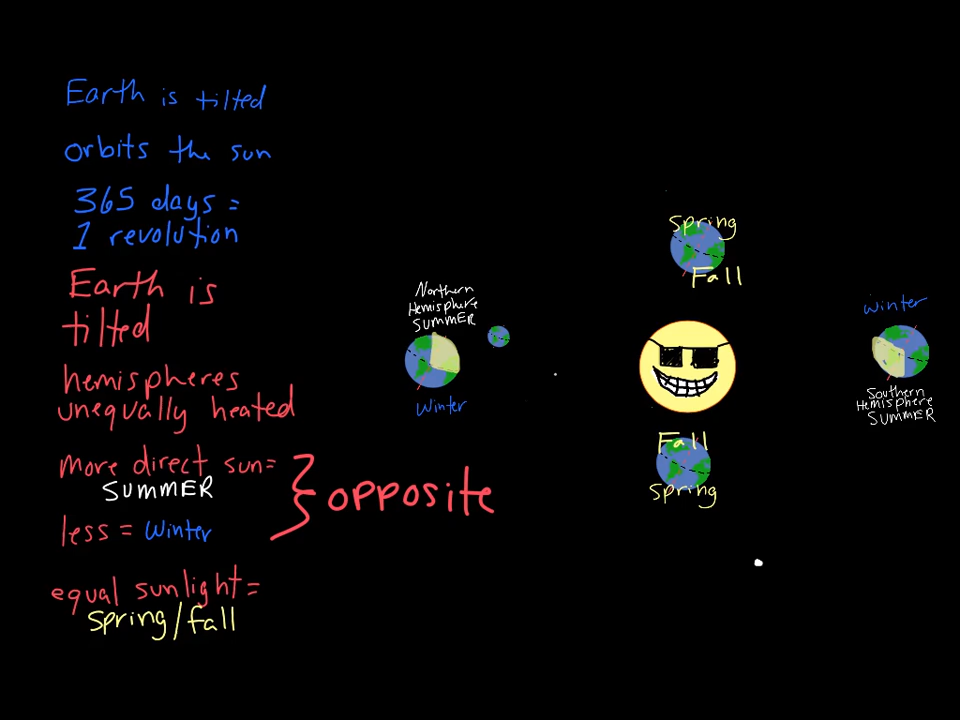 Earth is tilted
orbits the sun
365 days =
1 revolution
Earth is
tilted
hemispheres
unequally heated
more direct sun=
SUMMER
less = Winter
opposite
equal sunlight=
spring/fall
Northern
Hemisphere
SUMMER
Winter
Spring
Fall
Fall
Spring
Winter
Southern
Hemisphere
SUMMER